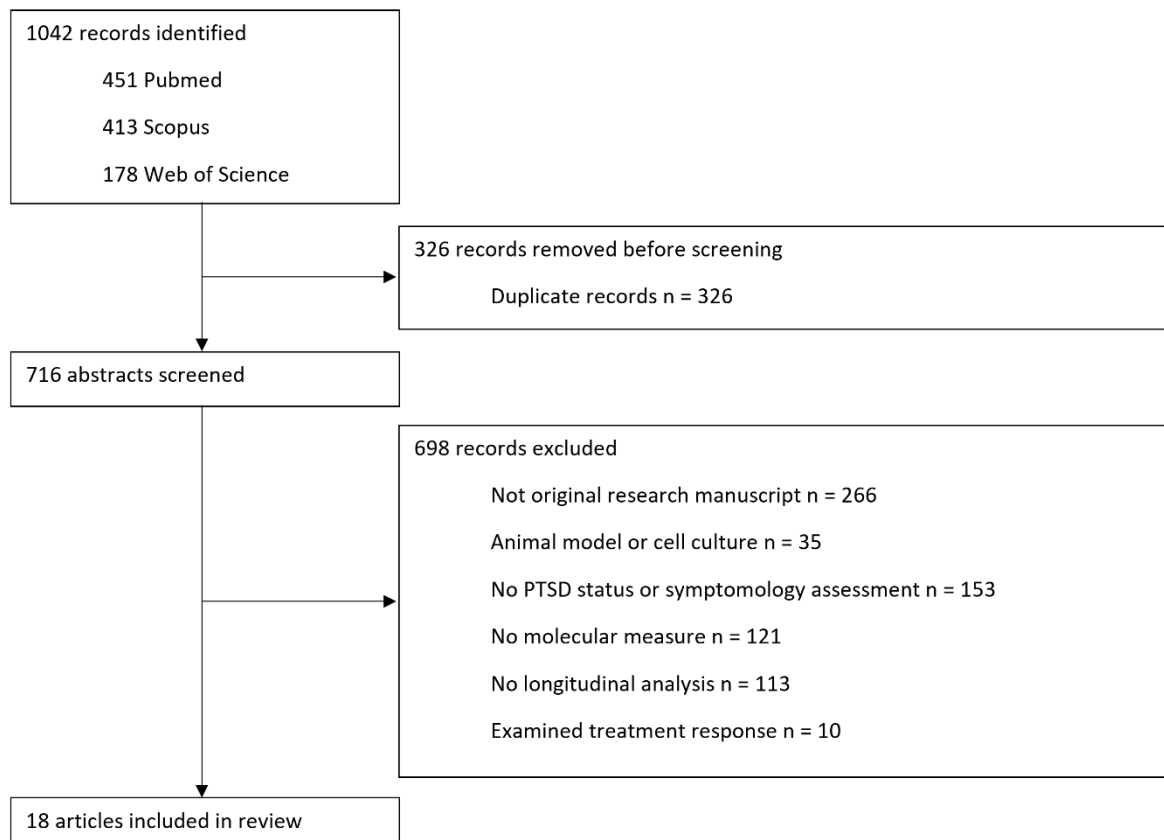 1042 records identified
451 Pubmed
413 Scopus
178 Web of Science
326 records removed before screening
Duplicate records n = 326
716 abstracts screened
698 records excluded
Not original research manuscript n = 266
Animal model or cell culture n = 35
No PTSD status or symptomology assessment n = 153
No molecular measure n = 121
No longitudinal analysis n = 113
Examined treatment response n = 10
18 articles included in review